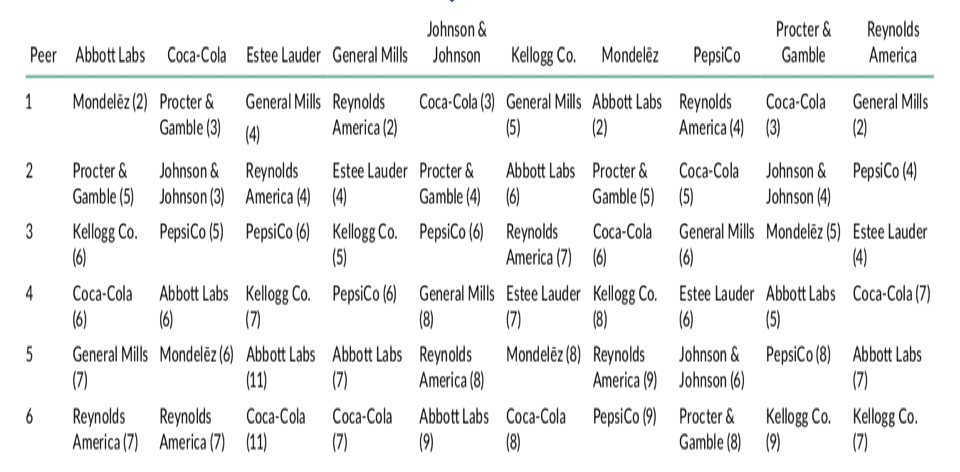 Peer Abbott Labs Coca-Cola Estee Lauder General Mills Johnson & Johnson Kellogg Co. Mondelēz PepsiCo Procter & Gamble Reynolds America
1 Mondelēz (2) Procter & Gamble (3) General Mills (4) Reynolds America (2) Coca-Cola (3) General Mills (5) Abbott Labs (2) Reynolds America (4) Coca-Cola (3) General Mills (2)
2 Procter & Gamble (5) Johnson & Johnson (3) Reynolds America (4) Estee Lauder (4) Procter & Gamble (4) Abbott Labs (6) Procter & Gamble (5) Coca-Cola (5) Johnson & Johnson (4) PepsiCo (4)
3 Kellogg Co. (6) PepsiCo (5) PepsiCo (6) Kellogg Co. (5) PepsiCo (6) Reynolds America (7) Coca-Cola (6) General Mills (6) Mondelēz (5) Estee Lauder (4)
4 Coca-Cola (6) Abbott Labs (6) Kellogg Co. (7) PepsiCo (6) General Mills (8) Estee Lauder (7) Kellogg Co. (8) Estee Lauder (6) Abbott Labs (5) Coca-Cola (7)
5 General Mills (7) Mondelēz (6) Abbott Labs (11) Abbott Labs (7) Reynolds America (8) Mondelēz (8) Reynolds America (9) Johnson & Johnson (6) PepsiCo (8) Abbott Labs (7)
6 Reynolds America (7) Reynolds America (7) Coca-Cola (11) Coca-Cola (7) Abbott Labs (9) Coca-Cola (8) PepsiCo (9) Procter & Gamble (8) Kellogg Co. (9) Kellogg Co. (7)